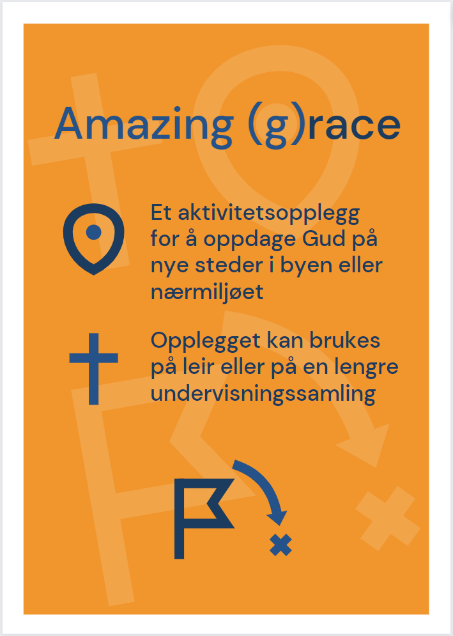 Amazing (g)race
Et aktivitetsopplegg
for å oppdage Gud på
nye steder i byen eller
nærmiljøet
Opplegget kan brukes
på leir eller på en lengre
undervisningssamling